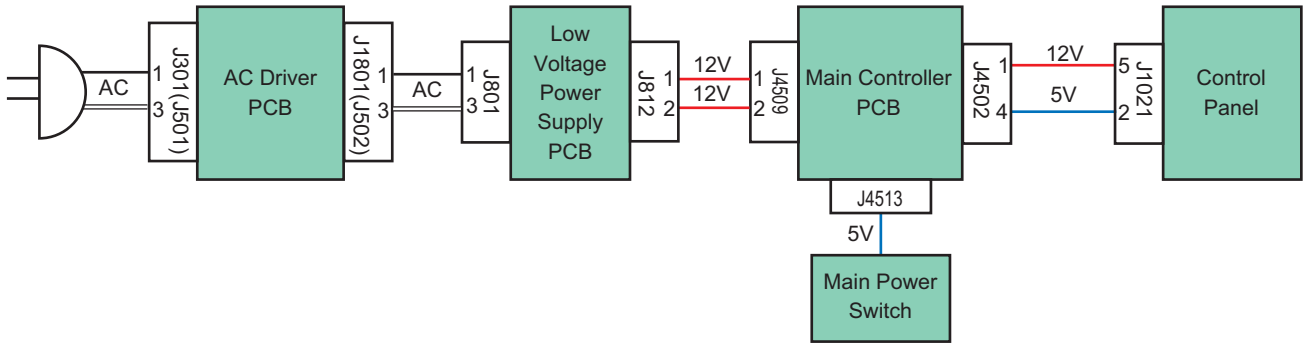 AC
1
3
J301(J501)
AC Driver
PCB
J1801(J502)
1
3
AC
1
3
J801
Low
Voltage
Power
Supply
PCB
J812
1
2
12V
12V
1
2
J4509
Main Controller
PCB
J4502
1
4
12V
5V
5
2
J1021
Control
Panel
J4513
5V
Main Power
Switch